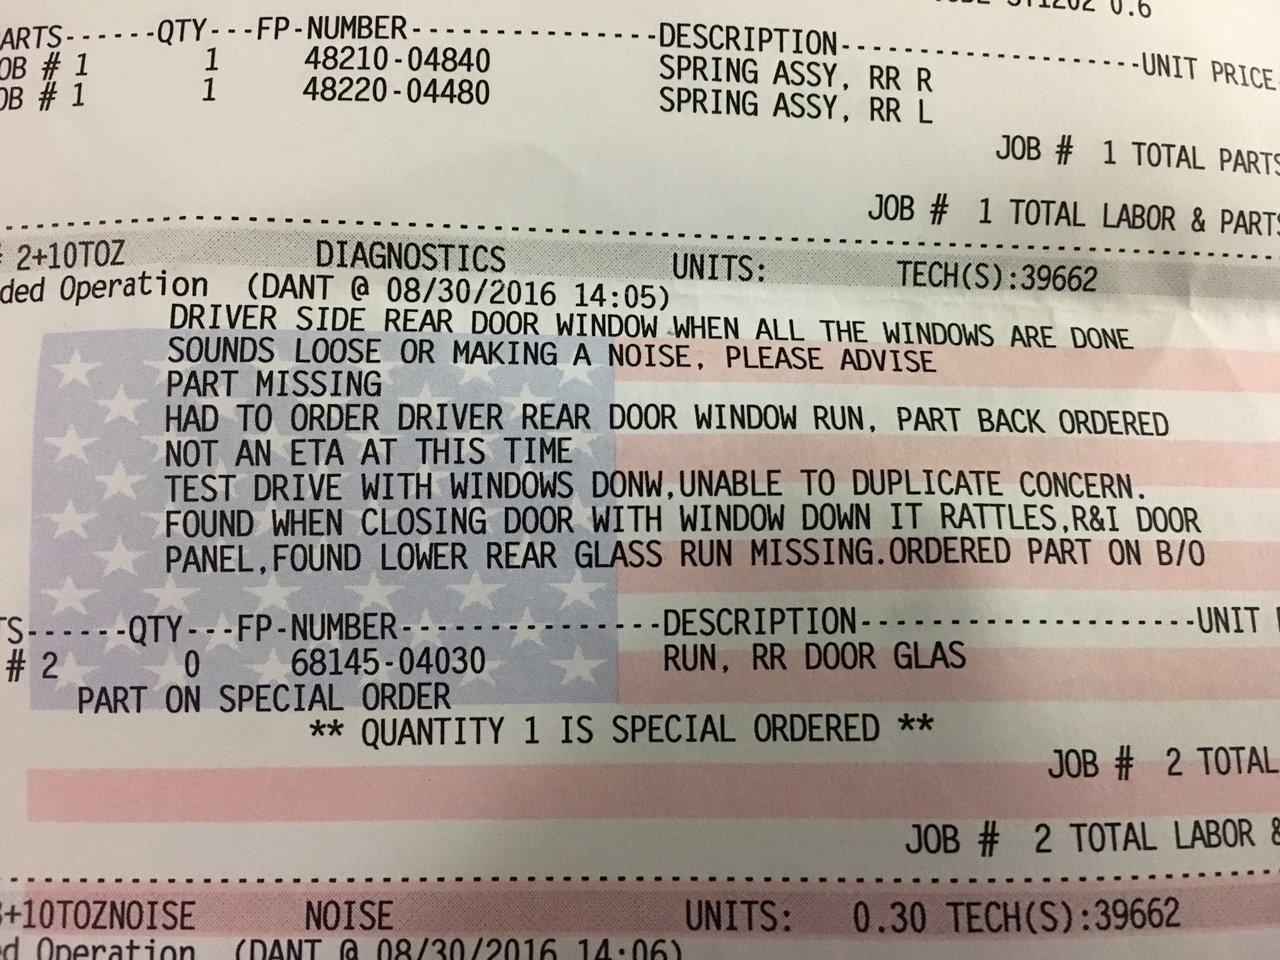 0.6
PARTS------QTY---FP-NUMBER---------------DESCRIPTION------------------UNIT PRICE-
JOB # 1 1 48210-04840 SPRING ASSY, RR R
JOB # 1 1 48220-04480 SPRING ASSY, RR L
JOB # 1 TOTAL PARTS
JOB # 1 TOTAL LABOR & PARTS
# 2+10TOZ DIAGNOSTICS UNITS: TECH(S):39662
ded Operation (DANT @ 08/30/2016 14:05)
DRIVER SIDE REAR DOOR WINDOW WHEN ALL THE WINDOWS ARE DONE
SOUNDS LOOSE OR MAKING A NOISE, PLEASE ADVISE
PART MISSING
HAD TO ORDER DRIVER REAR DOOR WINDOW RUN, PART BACK ORDERED
NOT AN ETA AT THIS TIME
TEST DRIVE WITH WINDOWS DONW,UNABLE TO DUPLICATE CONCERN.
FOUND WHEN CLOSING DOOR WITH WINDOW DOWN IT RATTLES,R&I DOOR
PANEL,FOUND LOWER REAR GLASS RUN MISSING.ORDERED PART ON B/O
TS------QTY---FP-NUMBER---------------DESCRIPTION--------------------UNIT
# 2 0 68145-04030 RUN, RR DOOR GLAS
PART ON SPECIAL ORDER
** QUANTITY 1 IS SPECIAL ORDERED **
JOB # 2 TOTAL
JOB # 2 TOTAL LABOR &
+10TOZNOISE NOISE UNITS: 0.30 TECH(S):39662
ed Operation (DANT @ 08/30/2016 14:06)